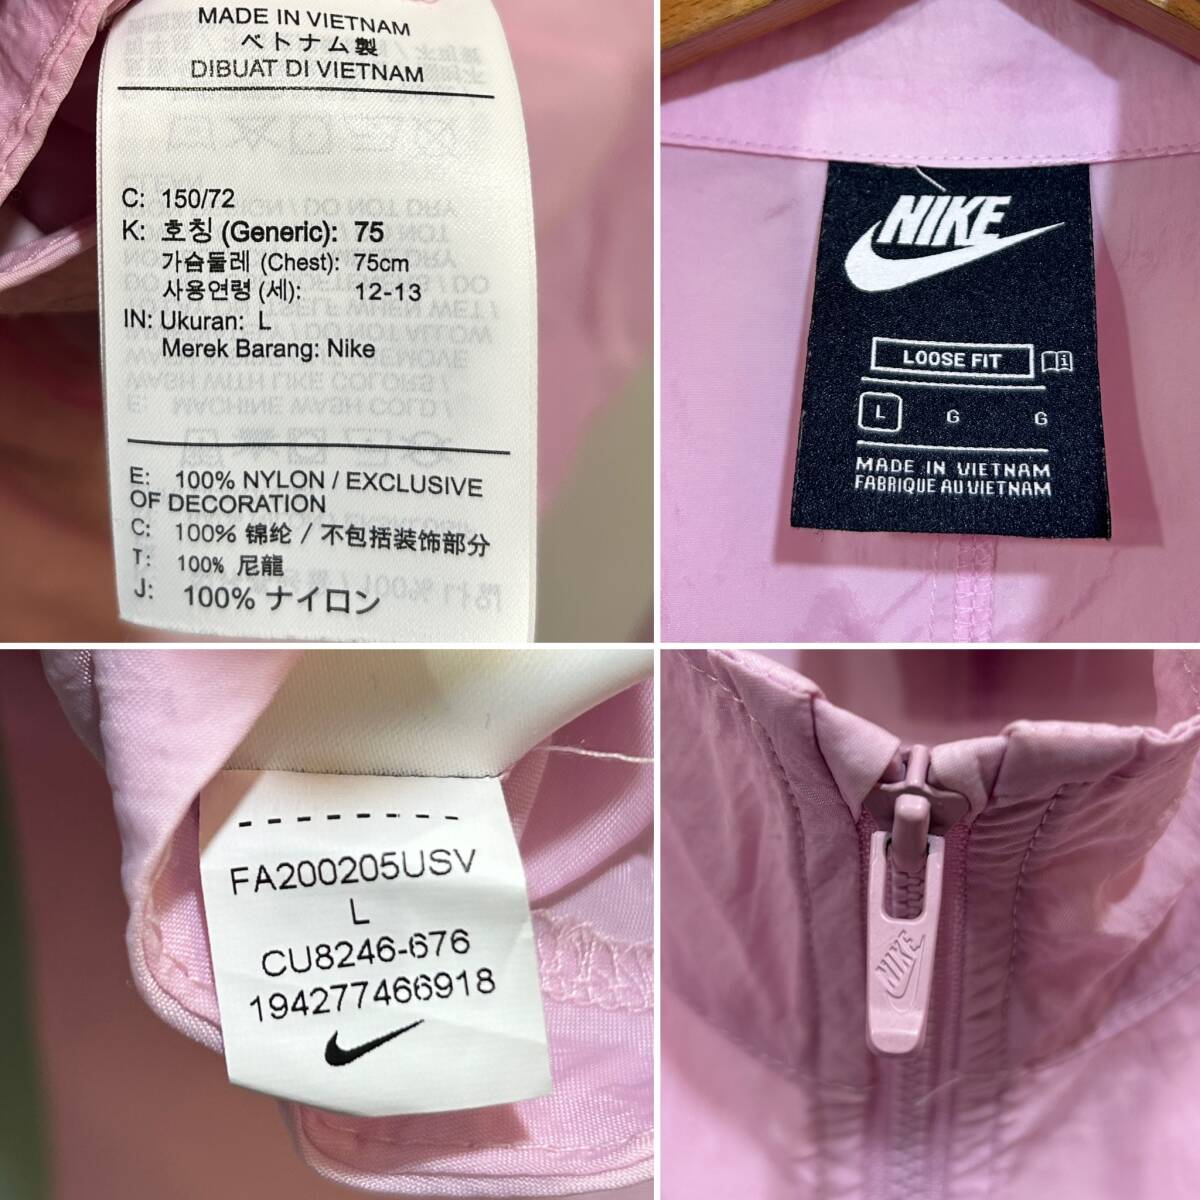 MADE IN VIETNAM
ベトナム製
DIBUAT DI VIETNAM
C: 150/72
K: 호칭 (Generic): 75
가슴둘레 (Chest): 75cm
사용연령 (세): 12-13
IN: Ukuran: L
Merek Barang: Nike
E: 100% NYLON / EXCLUSIVE
OF DECORATION
C: 100% 锦纶 / 不包括装饰部分
T: 100% 尼龍
J: 100% ナイロン
NIKE
LOOSE FIT
L G G
MADE IN VIETNAM
FABRIQUE AU VIETNAM
FA200205USV
L
CU8246-676
194277466918
NIKE